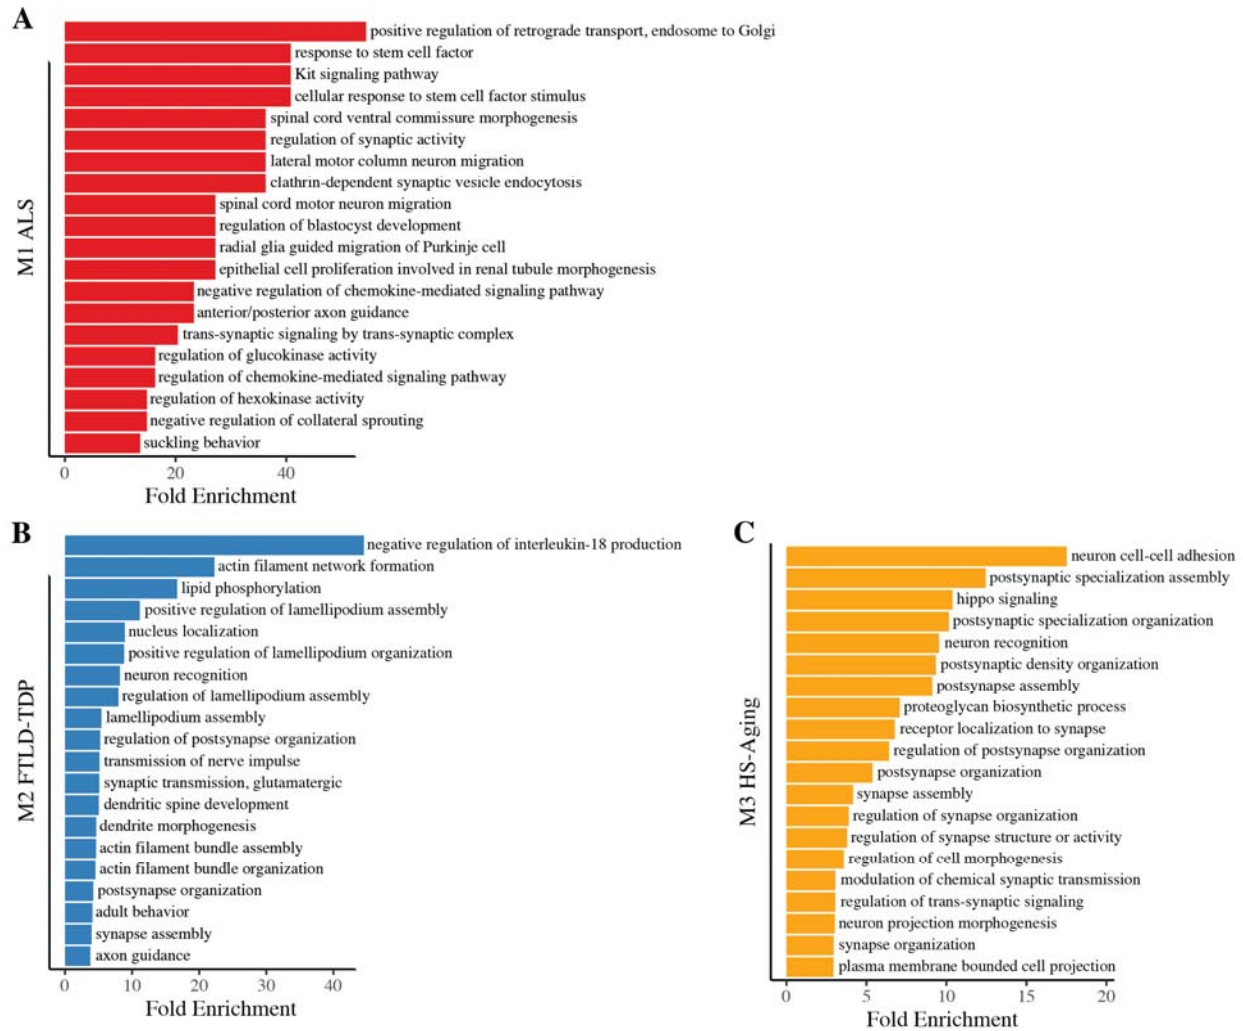 A
positive regulation of retrograde transport, endosome to Golgi
response to stem cell factor
Kit signaling pathway
cellular response to stem cell factor stimulus
spinal cord ventral commissure morphogenesis
regulation of synaptic activity
lateral motor column neuron migration
clathrin-dependent synaptic vesicle endocytosis
spinal cord motor neuron migration
regulation of blastocyst development
radial glia guided migration of Purkinje cell
epithelial cell proliferation involved in renal tubule morphogenesis
negative regulation of chemokine-mediated signaling pathway
anterior/posterior axon guidance
trans-synaptic signaling by trans-synaptic complex
regulation of glucokinase activity
regulation of chemokine-mediated signaling pathway
regulation of hexokinase activity
negative regulation of collateral sprouting
suckling behavior
M1 ALS
0 20 40
Fold Enrichment
B
negative regulation of interleukin-18 production
actin filament network formation
lipid phosphorylation
positive regulation of lamellipodium assembly
nucleus localization
positive regulation of lamellipodium organization
neuron recognition
regulation of lamellipodium assembly
lamellipodium assembly
regulation of postsynapse organization
transmission of nerve impulse
synaptic transmission, glutamatergic
dendritic spine development
dendrite morphogenesis
actin filament bundle assembly
actin filament bundle organization
postsynapse organization
adult behavior
synapse assembly
axon guidance
M2 FTLD-TDP
0 10 20 30 40
Fold Enrichment
C
neuron cell-cell adhesion
postsynaptic specialization assembly
hippo signaling
postsynaptic specialization organization
neuron recognition
postsynaptic density organization
postsynapse assembly
proteoglycan biosynthetic process
receptor localization to synapse
regulation of postsynapse organization
postsynapse organization
synapse assembly
regulation of synapse organization
regulation of synapse structure or activity
regulation of cell morphogenesis
modulation of chemical synaptic transmission
regulation of trans-synaptic signaling
neuron projection morphogenesis
synapse organization
plasma membrane bounded cell projection
M3 HS-Aging
0 5 10 15 20
Fold Enrichment